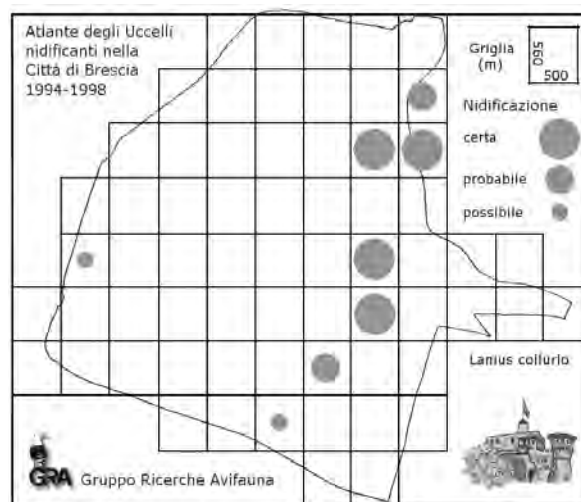 Atlante degli Uccelli
nidificanti nella
Città di Brescia
1994-1998
Griglia
(m)
560
500
Nidificazione
certa
probabile
possibile
Lanius collurio
GRA Gruppo Ricerche Avifauna